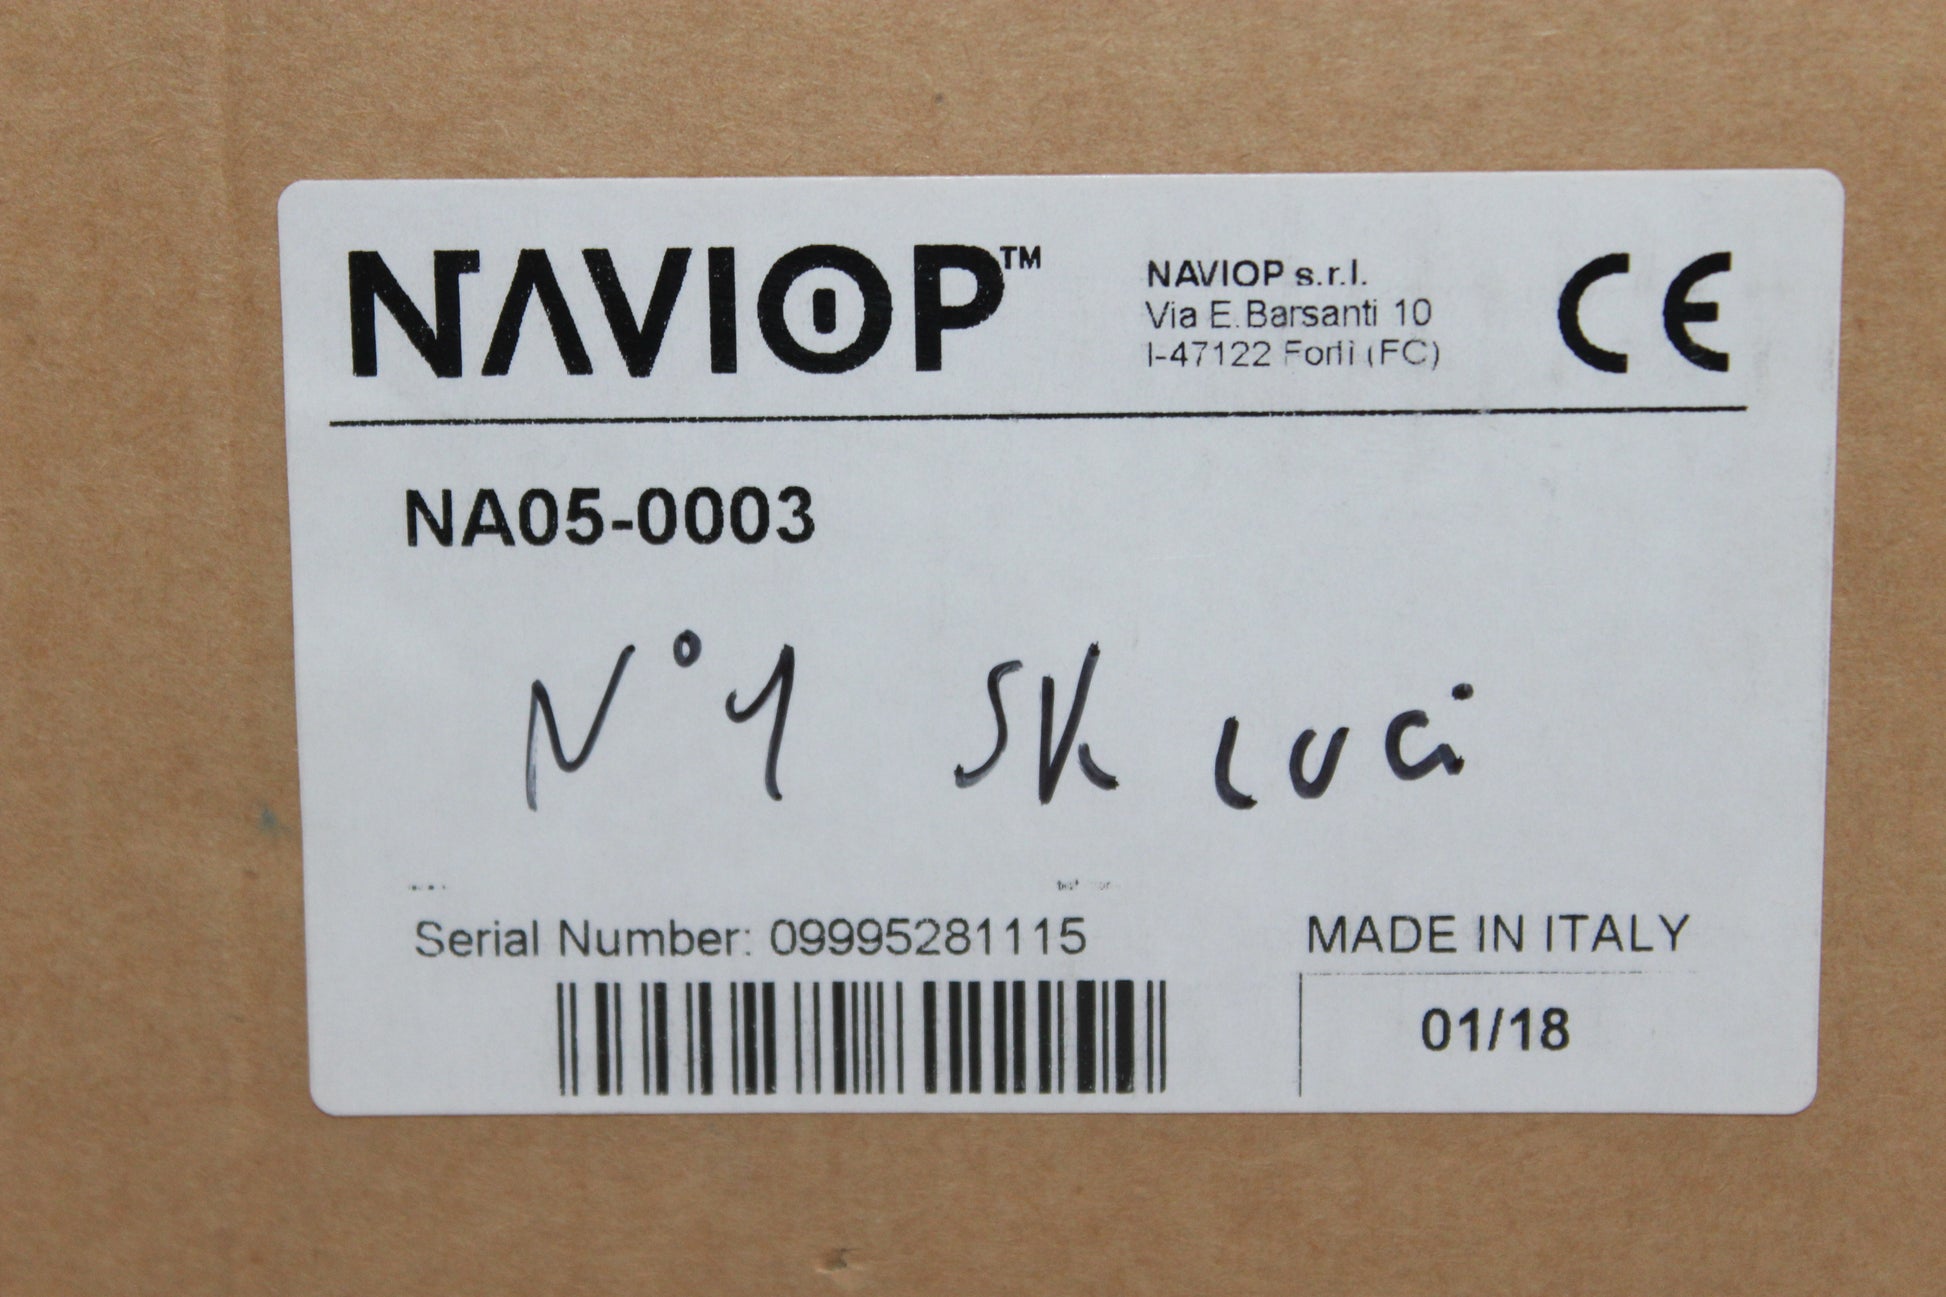 NAVIOP™
NAVIOP s.r.l.
Via E.Barsanti 10
I-47122 Forlì (FC)
CE
NA05-0003
N°1 SK luci
Serial Number: 09995281115
MADE IN ITALY
01/18